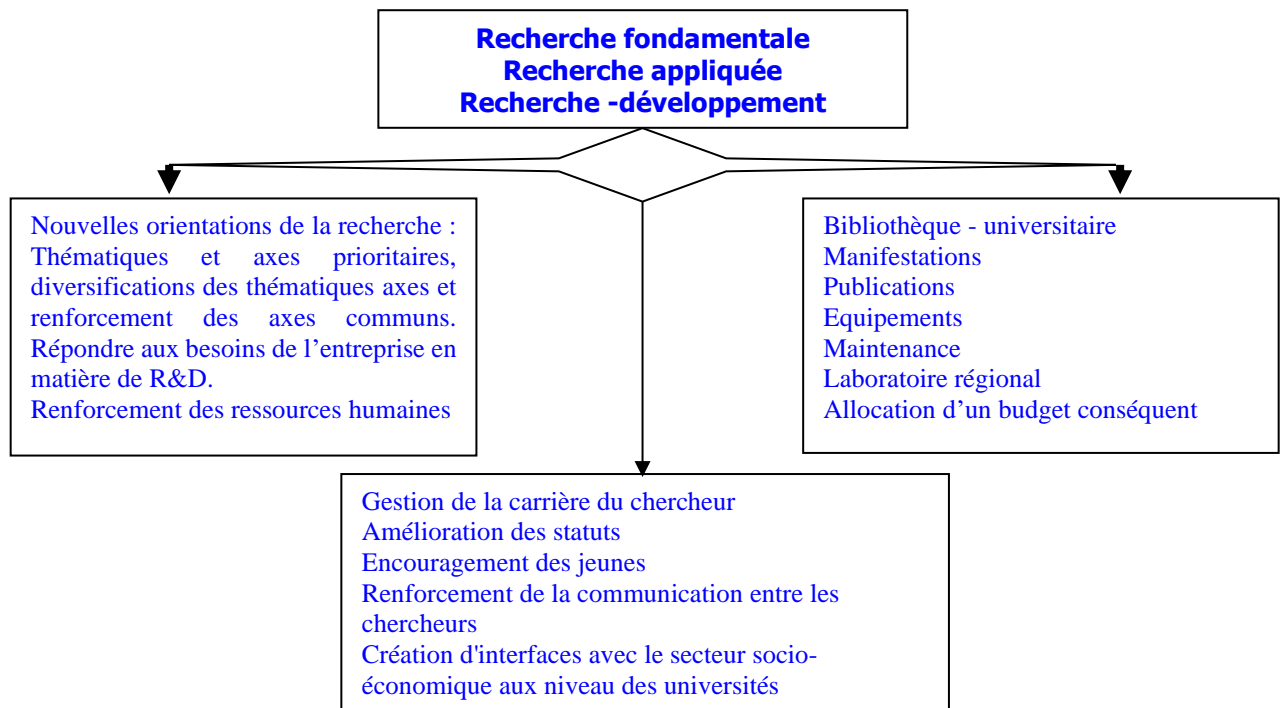 Recherche fondamentale
Recherche appliquée
Recherche -développement
Nouvelles orientations de la recherche :
Thématiques et axes prioritaires,
diversifications des thématiques axes et
renforcement des axes communs.
Répondre aux besoins de l’entreprise en
matière de R&D.
Renforcement des ressources humaines
Bibliothèque - universitaire
Manifestations
Publications
Equipements
Maintenance
Laboratoire régional
Allocation d’un budget conséquent
Gestion de la carrière du chercheur
Amélioration des statuts
Encouragement des jeunes
Renforcement de la communication entre les
chercheurs
Création d'interfaces avec le secteur socio-
économique aux niveau des universités